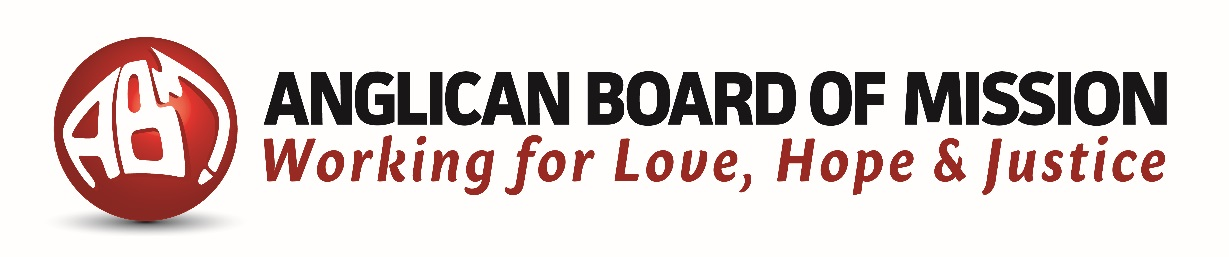 ABM
ANGLICAN BOARD OF MISSION
Working for Love, Hope & Justice